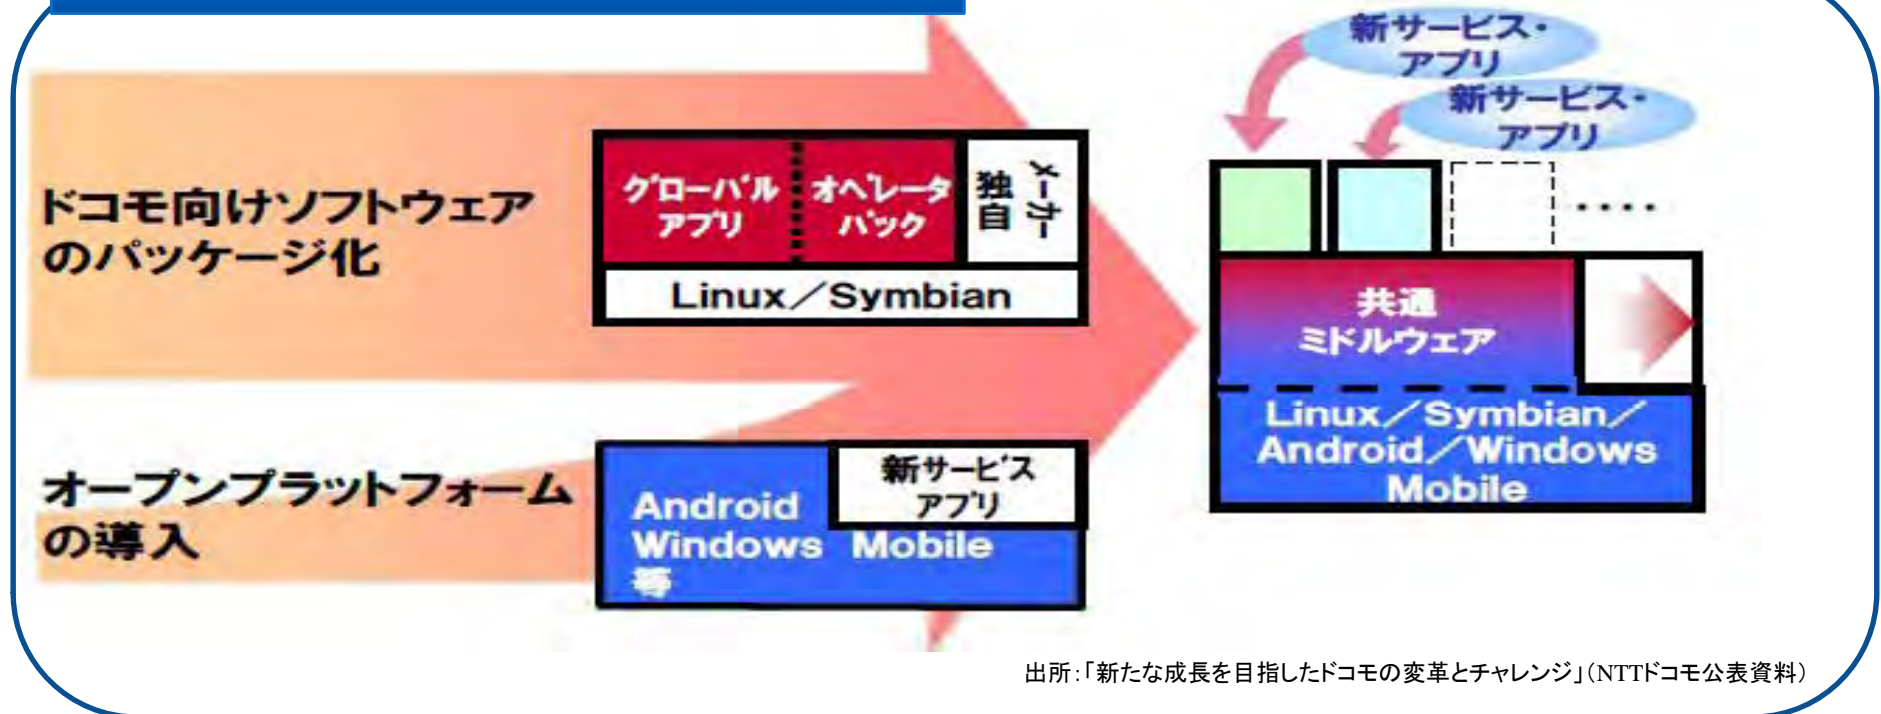 新サービス・
アプリ
新サービス・
アプリ
ドコモ向けソフトウェア
のパッケージ化
グローバル
アプリ
オペレータ
パック
メーカー
独自
Linux／Symbian
共通
ミドルウェア
Linux／Symbian／
Android／Windows
Mobile
オープンプラットフォーム
の導入
新サービス
アプリ
Android
Windows Mobile
等
出所：「新たな成長を目指したドコモの変革とチャレンジ」（NTTドコモ公表資料）